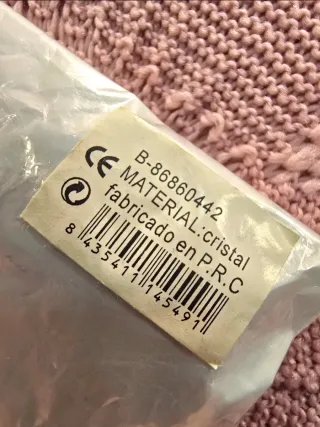 B-86860442
CE MATERIAL:cristal
fabricado en P.R.C
8 435411 145491